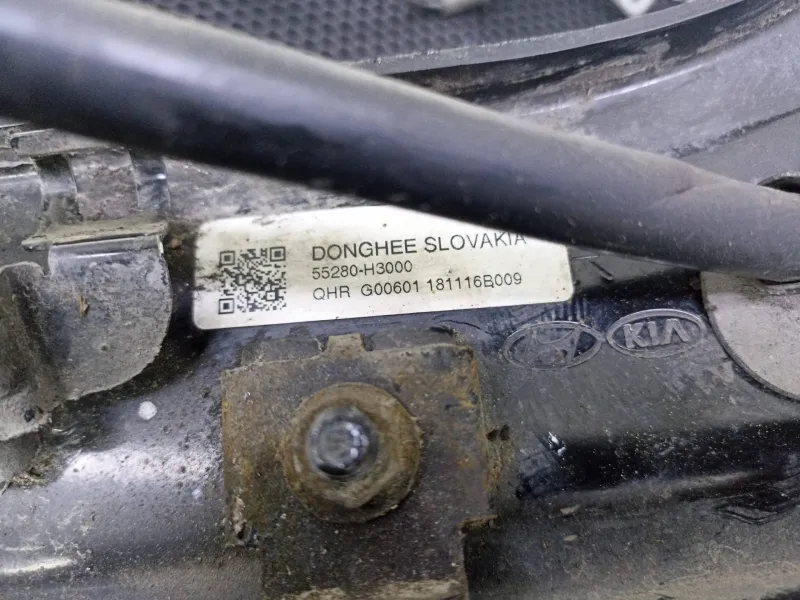 DONGHEE SLOVAKIA
55280-H3000
QHR G00601 181116B009
KIA